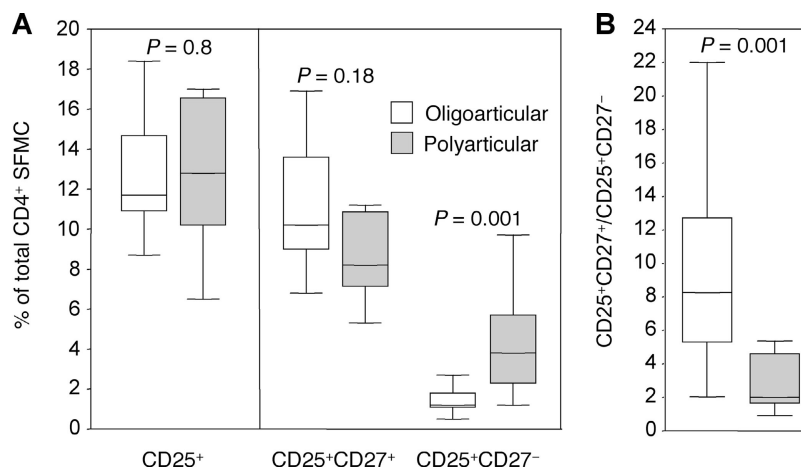 A
% of total CD4⁺ SFMC
20
18
16
14
12
10
8
6
4
2
0
P = 0.8
P = 0.18
P = 0.001
Oligoarticular
Polyarticular
CD25⁺
CD25⁺CD27⁺
CD25⁺CD27⁻
B
CD25⁺CD27⁺/CD25⁺CD27⁻
24
22
20
18
16
14
12
10
8
6
4
2
0
P = 0.001